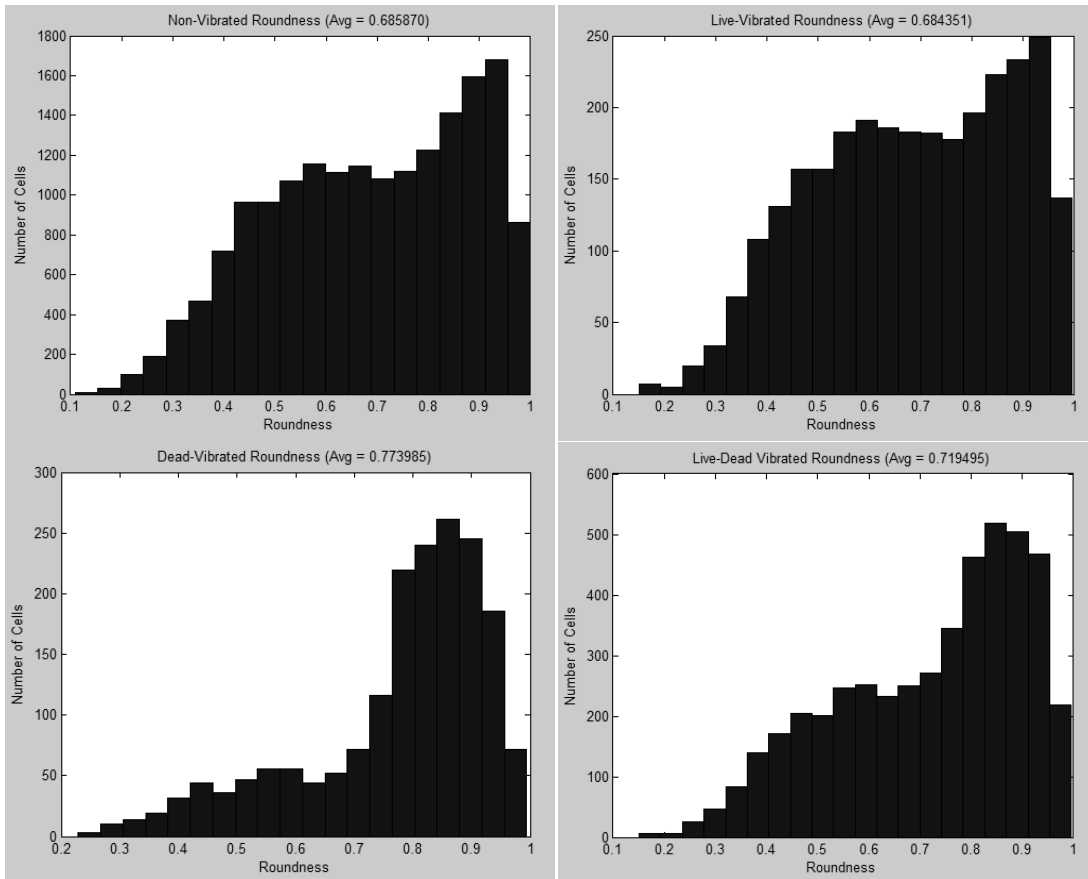 Non-Vibrated Roundness (Avg = 0.685870)
1800
1600
1400
1200
1000
800
600
400
200
0
Number of Cells
0.1 0.2 0.3 0.4 0.5 0.6 0.7 0.8 0.9 1
Roundness
Live-Vibrated Roundness (Avg = 0.684351)
250
200
150
100
50
0
Number of Cells
0.1 0.2 0.3 0.4 0.5 0.6 0.7 0.8 0.9 1
Roundness
Dead-Vibrated Roundness (Avg = 0.773985)
300
250
200
150
100
50
0
Number of Cells
0.2 0.3 0.4 0.5 0.6 0.7 0.8 0.9 1
Roundness
Live-Dead Vibrated Roundness (Avg = 0.719495)
600
500
400
300
200
100
0
Number of Cells
0.1 0.2 0.3 0.4 0.5 0.6 0.7 0.8 0.9 1
Roundness